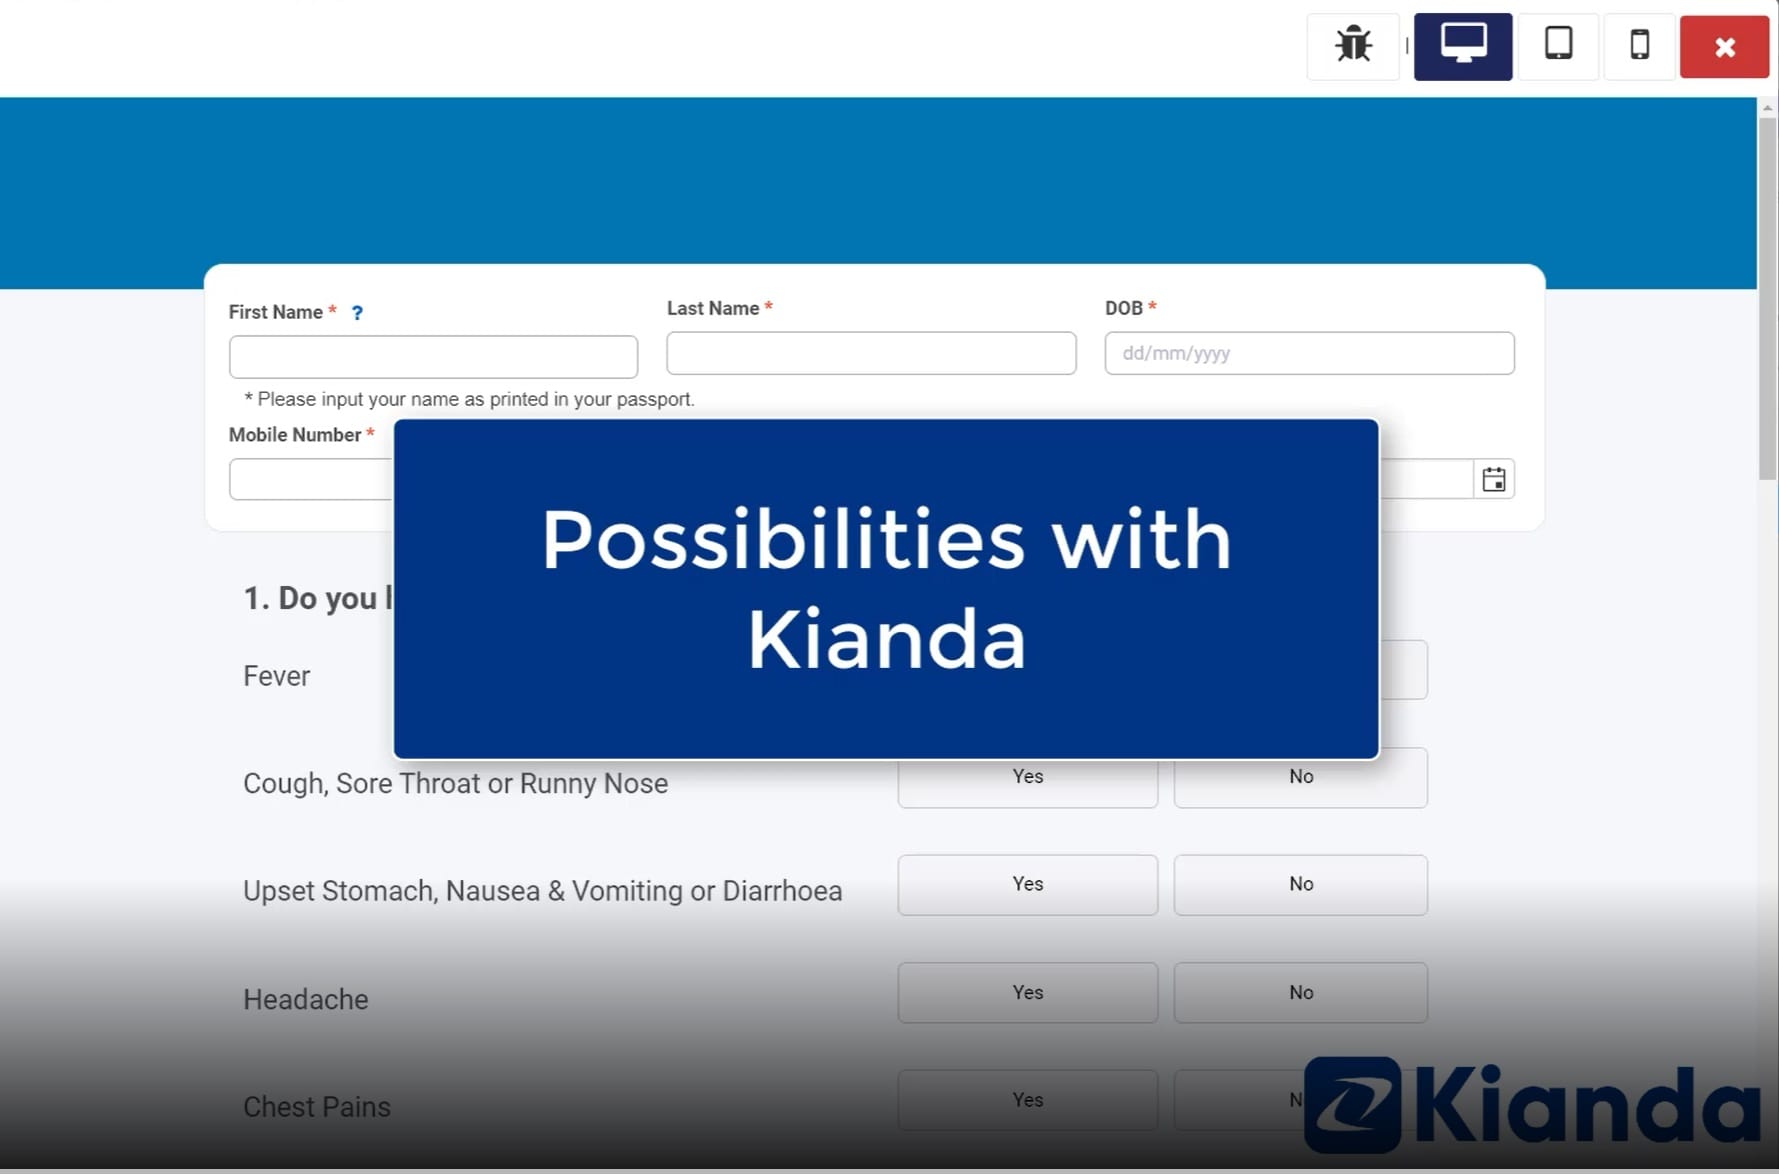 First Name * ?
Last Name *
DOB *
dd/mm/yyyy
* Please input your name as printed in your passport.
Mobile Number *
Possibilities with
Kianda
1. Do you
Fever
Cough, Sore Throat or Runny Nose
Yes
No
Upset Stomach, Nausea & Vomiting or Diarrhoea
Yes
No
Headache
Yes
No
Chest Pains
Yes
Kianda